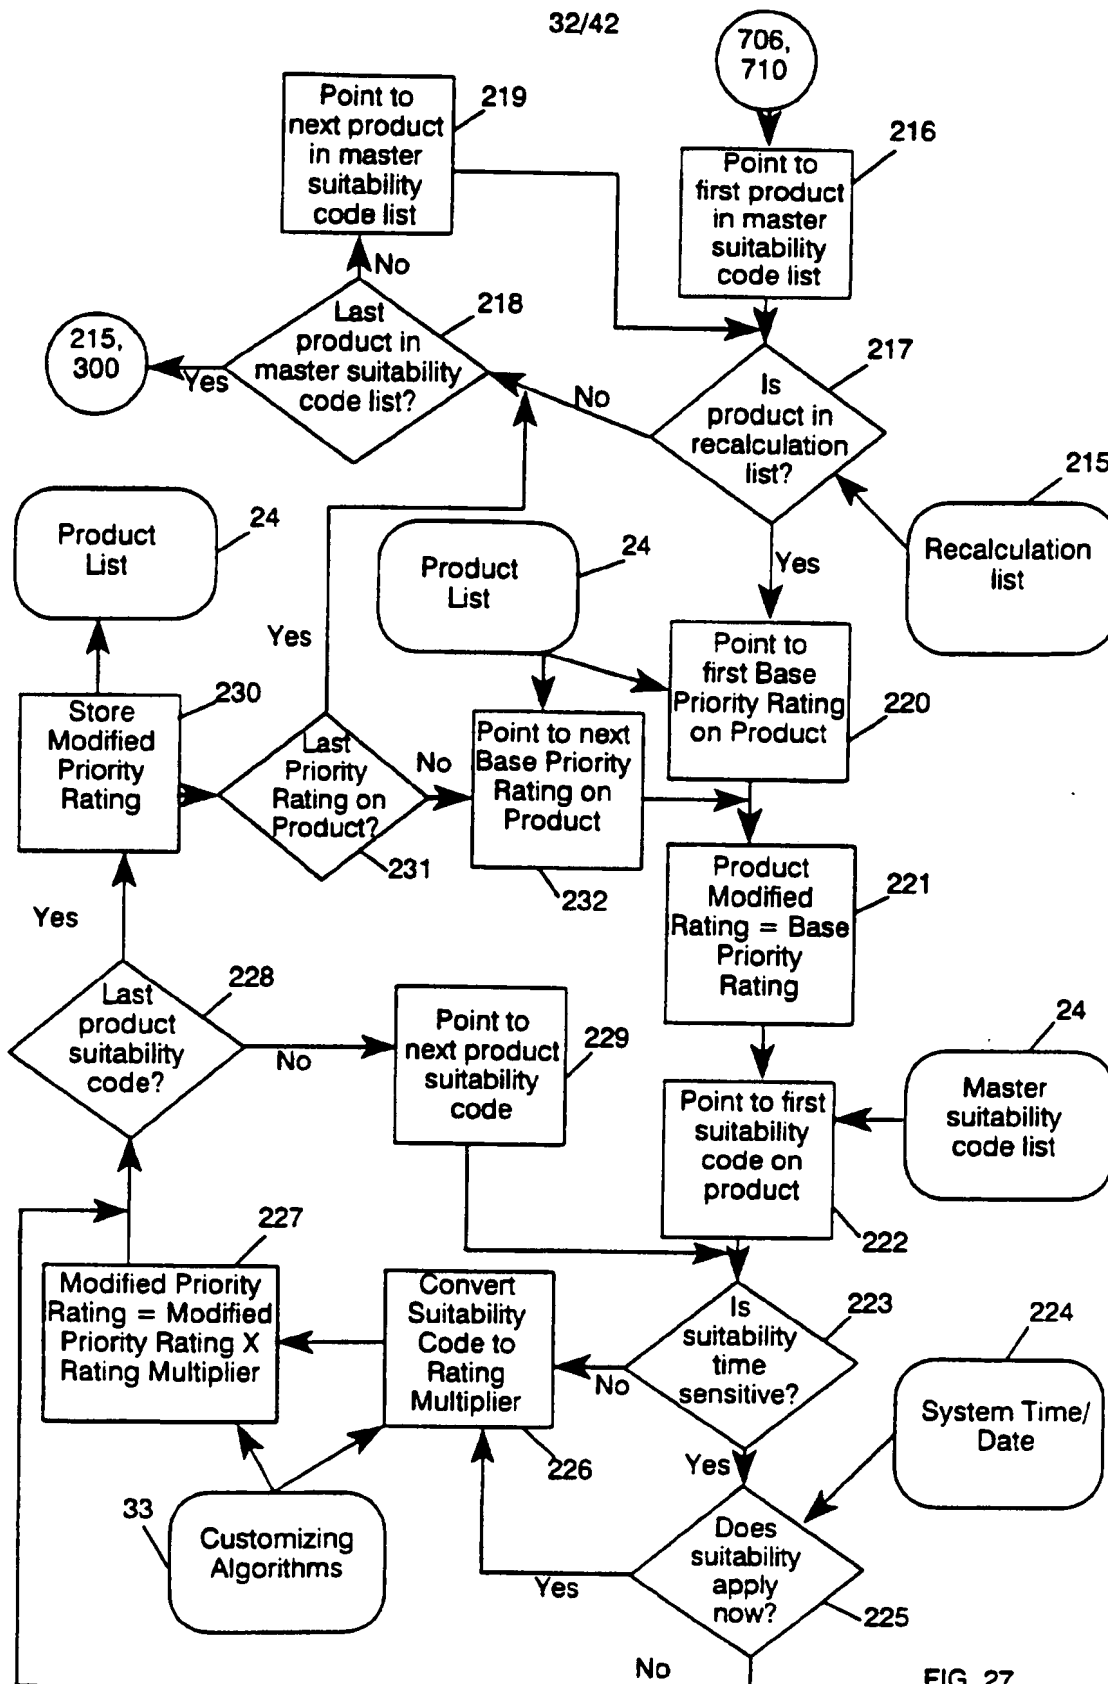 32/42
706,
710
Point to
next product
in master
suitability
code list
219
216
Point to
first product
in master
suitability
code list
No
Last
product in
master suitability
code list?
218
215,
300
Yes
No
217
Is
product in
recalculation
list?
215
Recalculation
list
Yes
Product
List
24
Product
List
24
Yes
Point to
first Base
Priority Rating
on Product
220
Store
Modified
Priority
Rating
230
Last
Priority
Rating on
Product?
231
No
Point to next
Base Priority
Rating on
Product
232
Product
Modified
Rating = Base
Priority
Rating
221
Yes
Last
product
suitability
code?
228
No
Point to
next product
suitability
code
229
24
Master
suitability
code list
Point to first
suitability
code on
product
222
227
Modified Priority
Rating = Modified
Priority Rating X
Rating Multiplier
Convert
Suitability
Code to
Rating
Multiplier
226
No
Is
suitability
time
sensitive?
223
224
System Time/
Date
Yes
33
Customizing
Algorithms
Yes
Does
suitability
apply
now?
225
No
FIG. 27